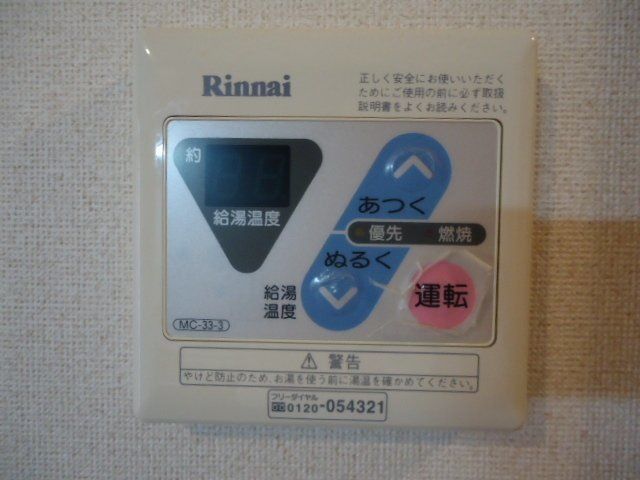 Rinnai
正しく安全にお使いいただく
ためにご使用の前に必ず取扱
説明書をよくお読みください。
約
給湯温度
あつく
優先 燃焼
ぬるく
給湯
温度
運転
MC-33-3
警告
やけど防止のため、お湯を使う前に湯温を確かめてください。
フリーダイヤル
0120-054321